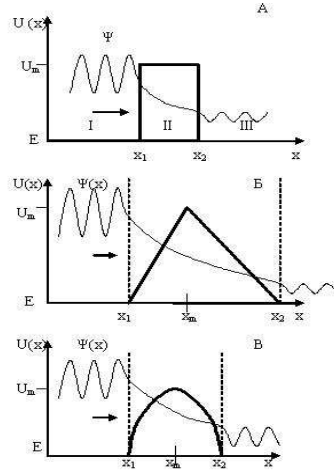 U (x)
А
Ψ
Um
I
II
III
E
x1
x2
x
U(x)
Ψ(x)
Б
Um
E
x1
xm
x2
x
U(x)
Ψ(x)
В
Um
E
x1
xm
x2
x